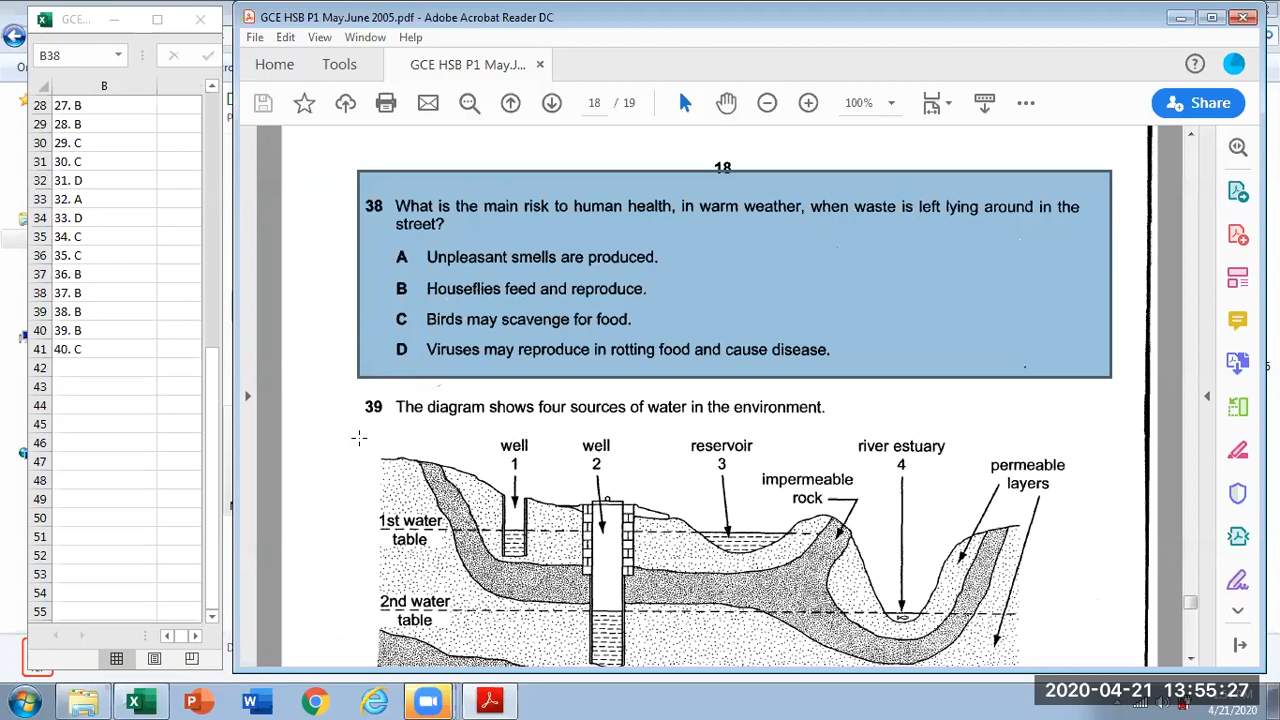 GCE...
GCE HSB P1 May.June 2005.pdf - Adobe Acrobat Reader DC
B38
File Edit View Window Help
Home Tools GCE HSB P1 May.J... ×
18 / 19
100%
Share
B
28 27. B
29 28. B
30 29. C
31 30. C
32 31. D
33 32. A
34 33. D
35 34. C
36 35. C
37 36. B
38 37. B
39 38. B
40 39. B
41 40. C
42
43
44
45
46
47
48
49
50
51
52
53
54
55
18
38 What is the main risk to human health, in warm weather, when waste is left lying around in the
street?
A Unpleasant smells are produced.
B Houseflies feed and reproduce.
C Birds may scavenge for food.
D Viruses may reproduce in rotting food and cause disease.
39 The diagram shows four sources of water in the environment.
well
1
well
2
reservoir
3
impermeable
rock
river estuary
4
permeable
layers
1st water
table
2nd water
table
2020-04-21 13:55:27
4/21/2020